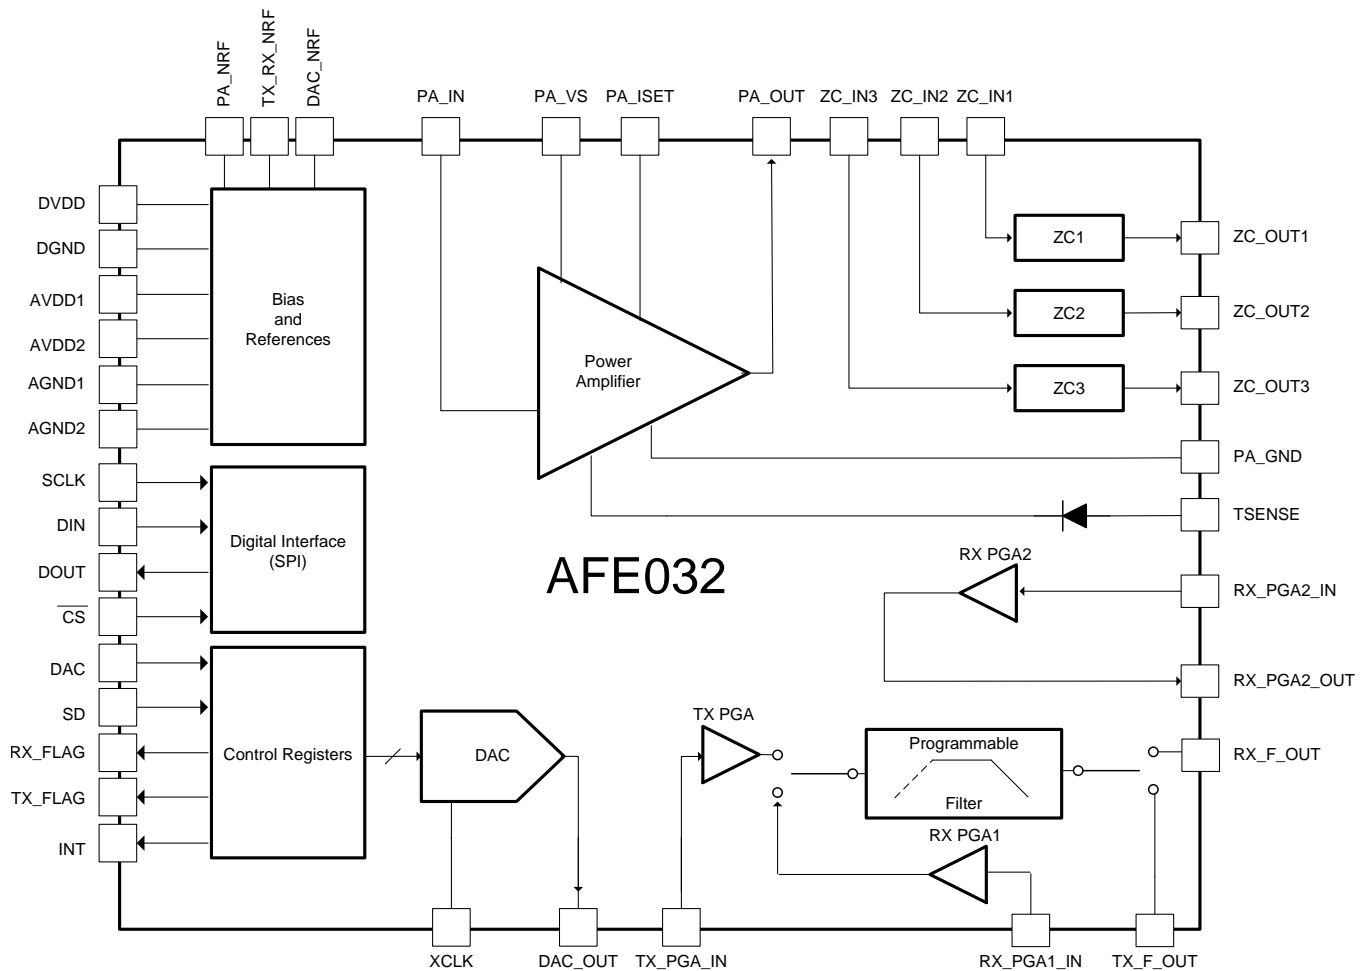 PA_NRF
TX_RX_NRF
DAC_NRF
PA_IN
PA_VS
PA_ISET
PA_OUT
ZC_IN3
ZC_IN2
ZC_IN1
DVDD
DGND
AVDD1
AVDD2
AGND1
AGND2
SCLK
DIN
DOUT
CS
DAC
SD
RX_FLAG
TX_FLAG
INT
Bias
and
References
Digital Interface
(SPI)
Control Registers
DAC
Power
Amplifier
AFE032
ZC1
ZC2
ZC3
ZC_OUT1
ZC_OUT2
ZC_OUT3
PA_GND
TSENSE
RX PGA2
RX_PGA2_IN
RX_PGA2_OUT
RX_F_OUT
TX PGA
Programmable
Filter
RX PGA1
XCLK
DAC_OUT
TX_PGA_IN
RX_PGA1_IN
TX_F_OUT